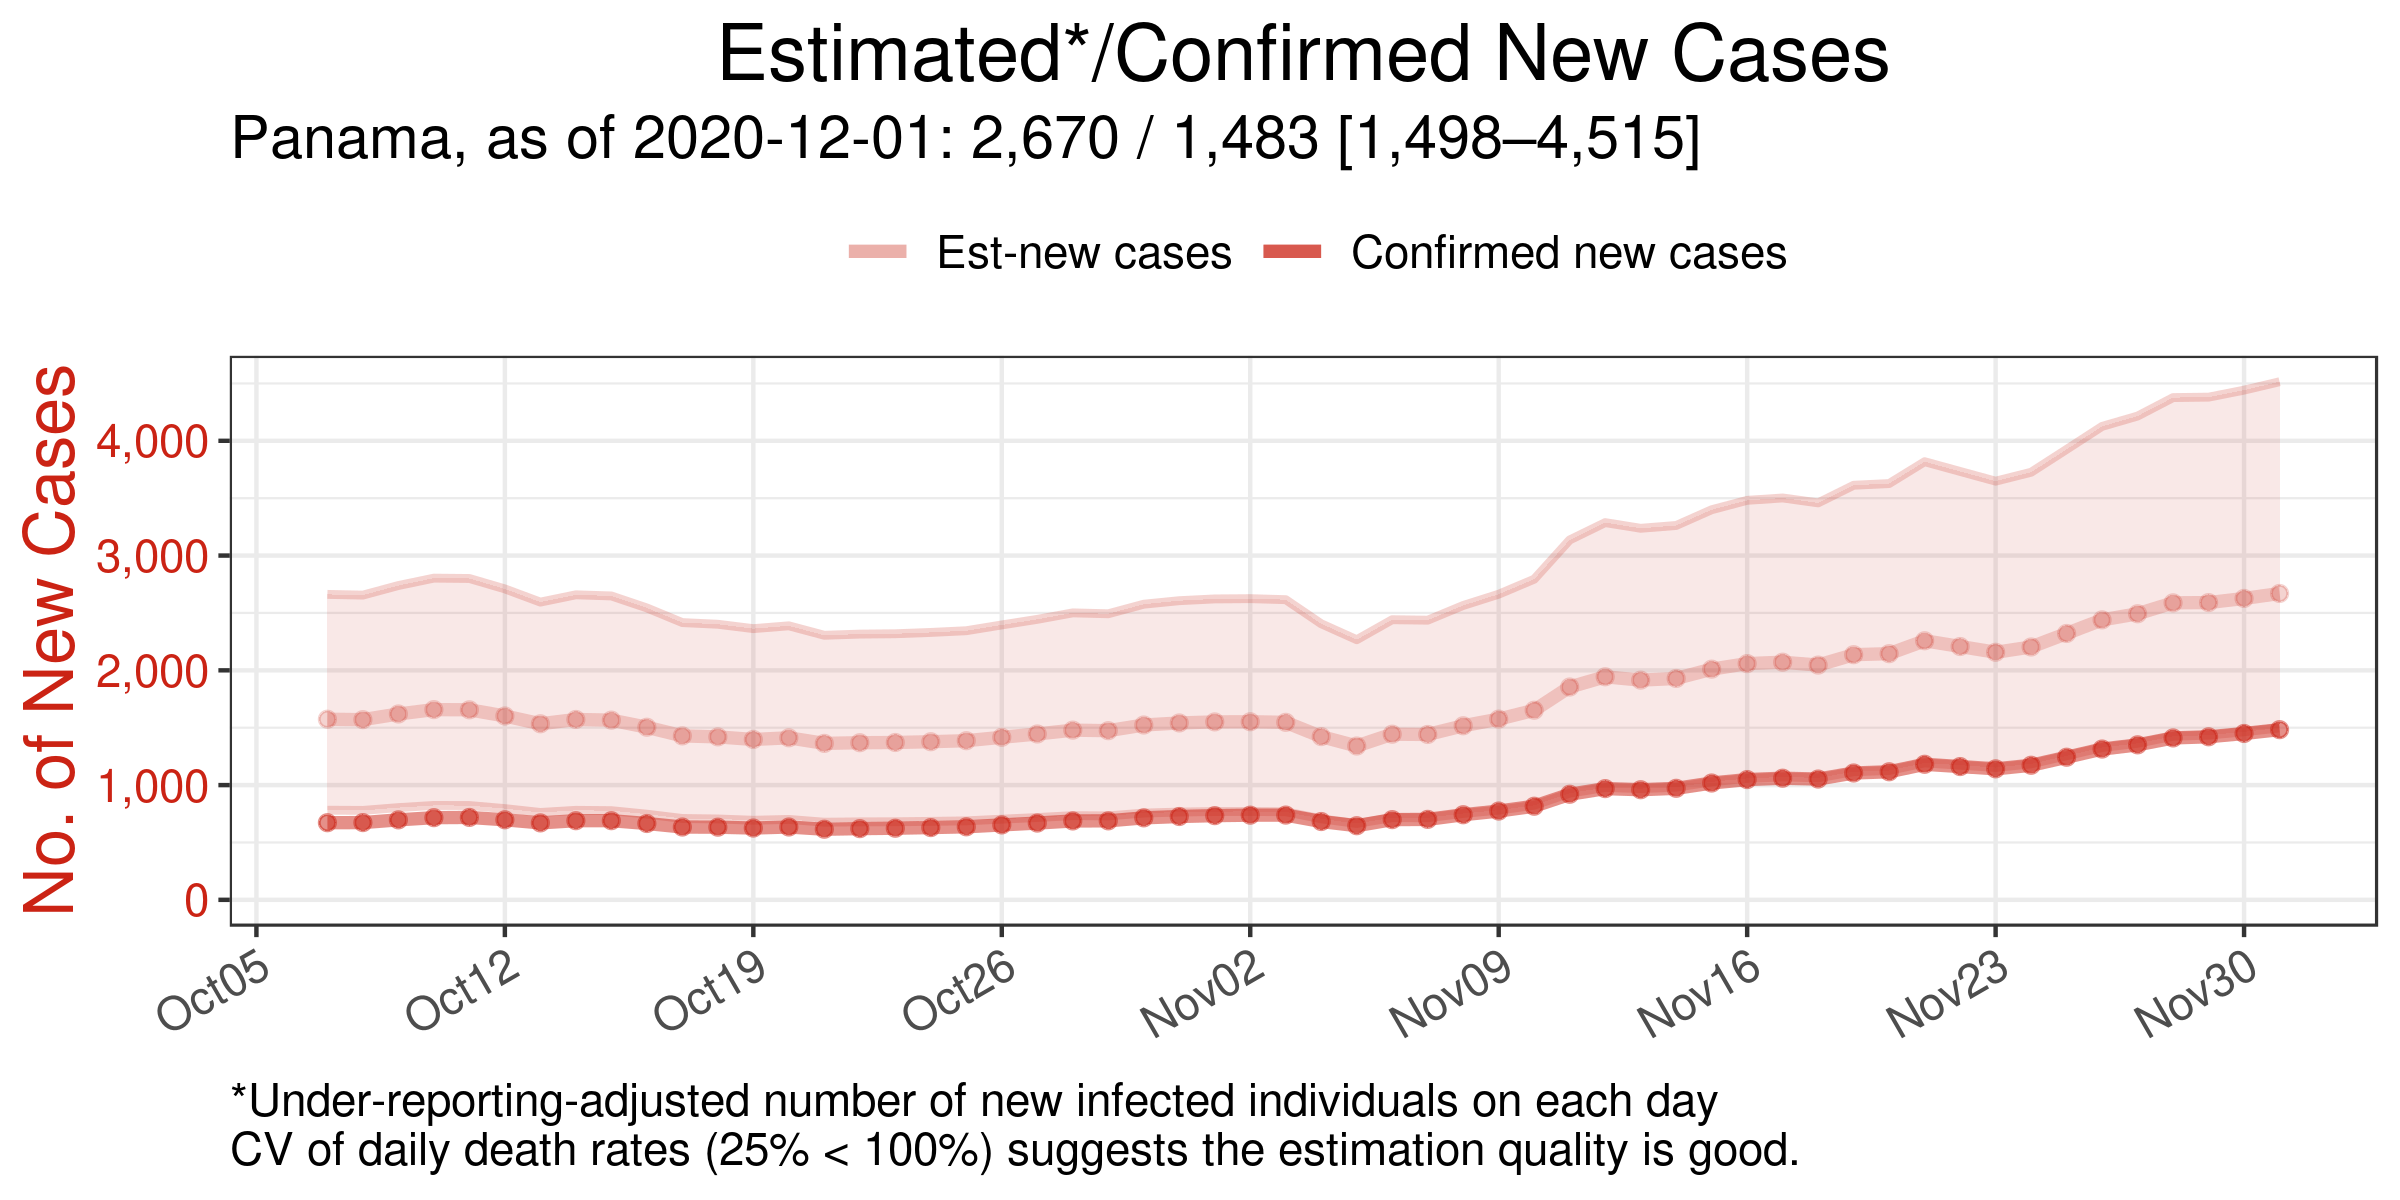 Estimated*/Confirmed New Cases
Panama, as of 2020-12-01: 2,670 / 1,483 [1,498–4,515]
Est-new cases
Confirmed new cases
No. of New Cases
4,000
3,000
2,000
1,000
0
Oct05
Oct12
Oct19
Oct26
Nov02
Nov09
Nov16
Nov23
Nov30
*Under-reporting-adjusted number of new infected individuals on each day
CV of daily death rates (25% < 100%) suggests the estimation quality is good.